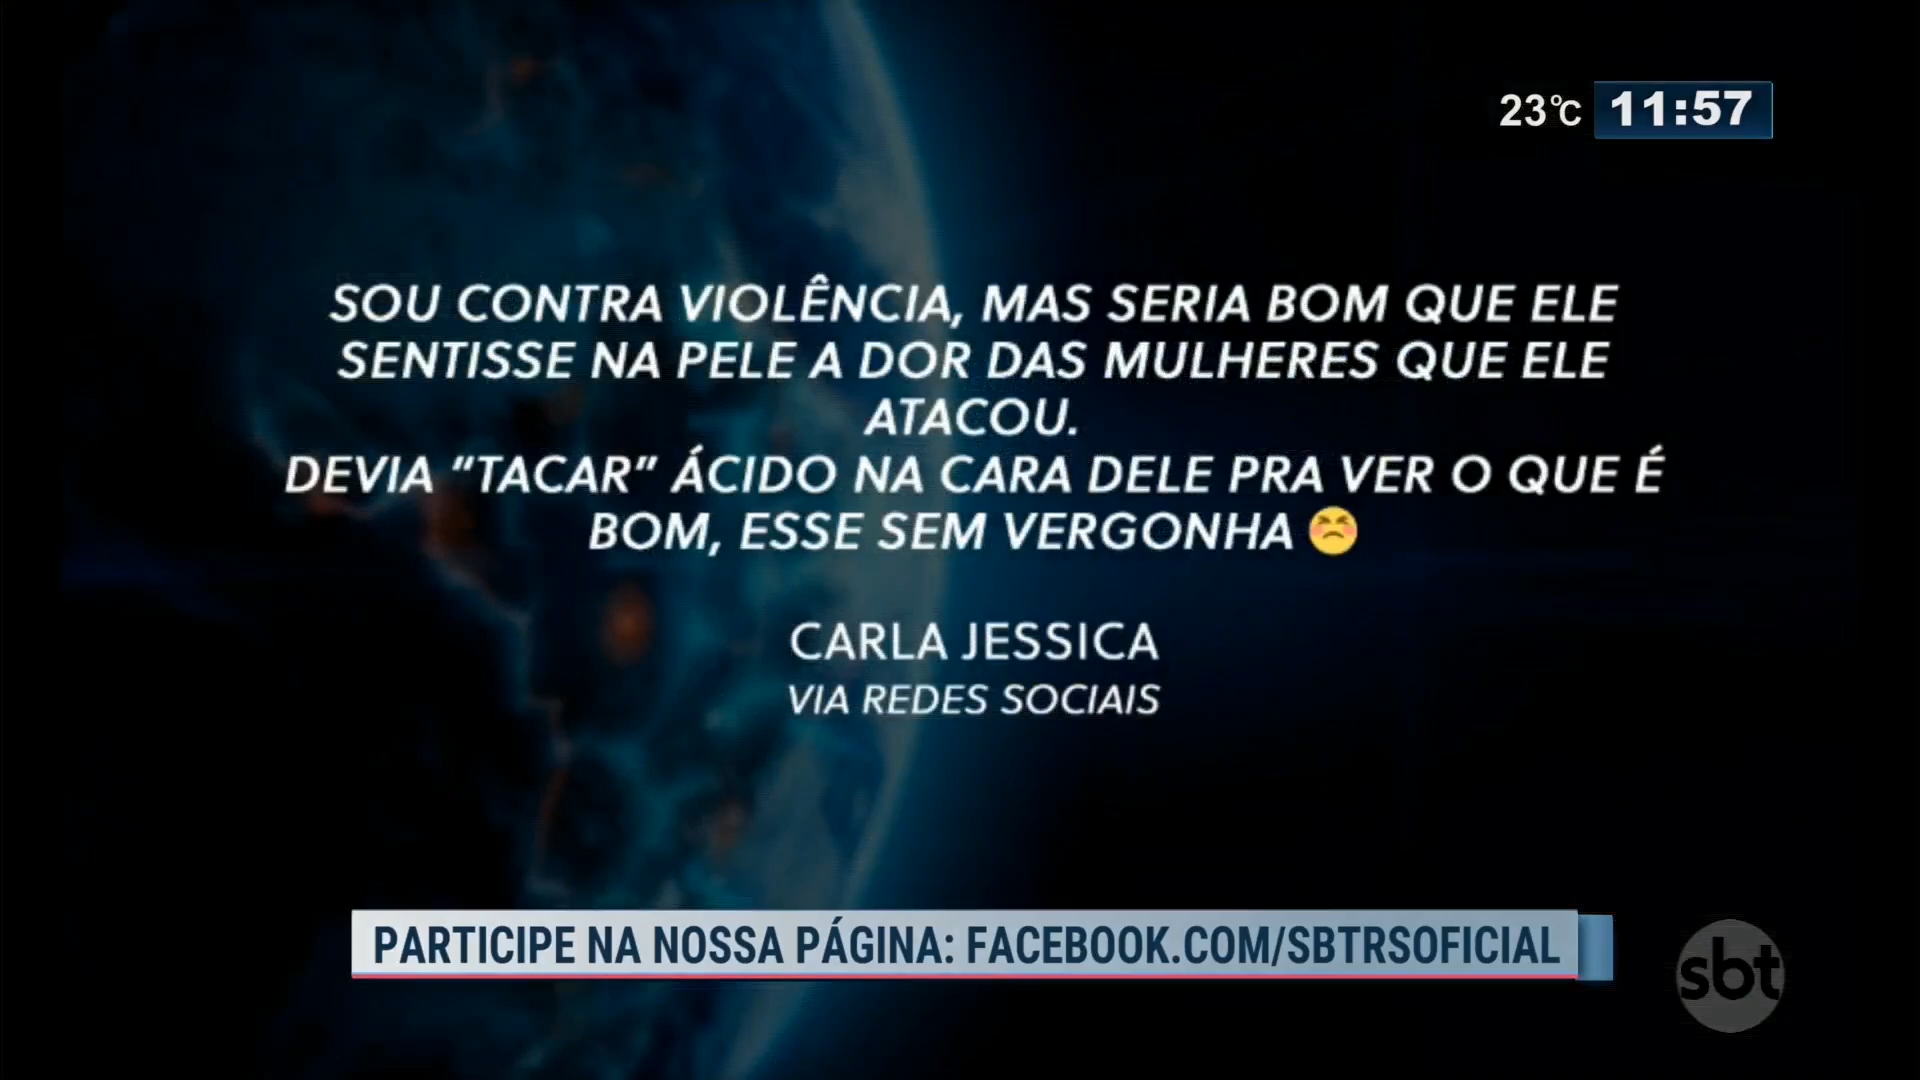 23°C 11:57
SOU CONTRA VIOLÊNCIA, MAS SERIA BOM QUE ELE
SENTISSE NA PELE A DOR DAS MULHERES QUE ELE
ATACOU.
DEVIA “TACAR” ÁCIDO NA CARA DELE PRA VER O QUE É
BOM, ESSE SEM VERGONHA 😣
CARLA JESSICA
VIA REDES SOCIAIS
PARTICIPE NA NOSSA PÁGINA: FACEBOOK.COM/SBTRSOFICIAL
sbt